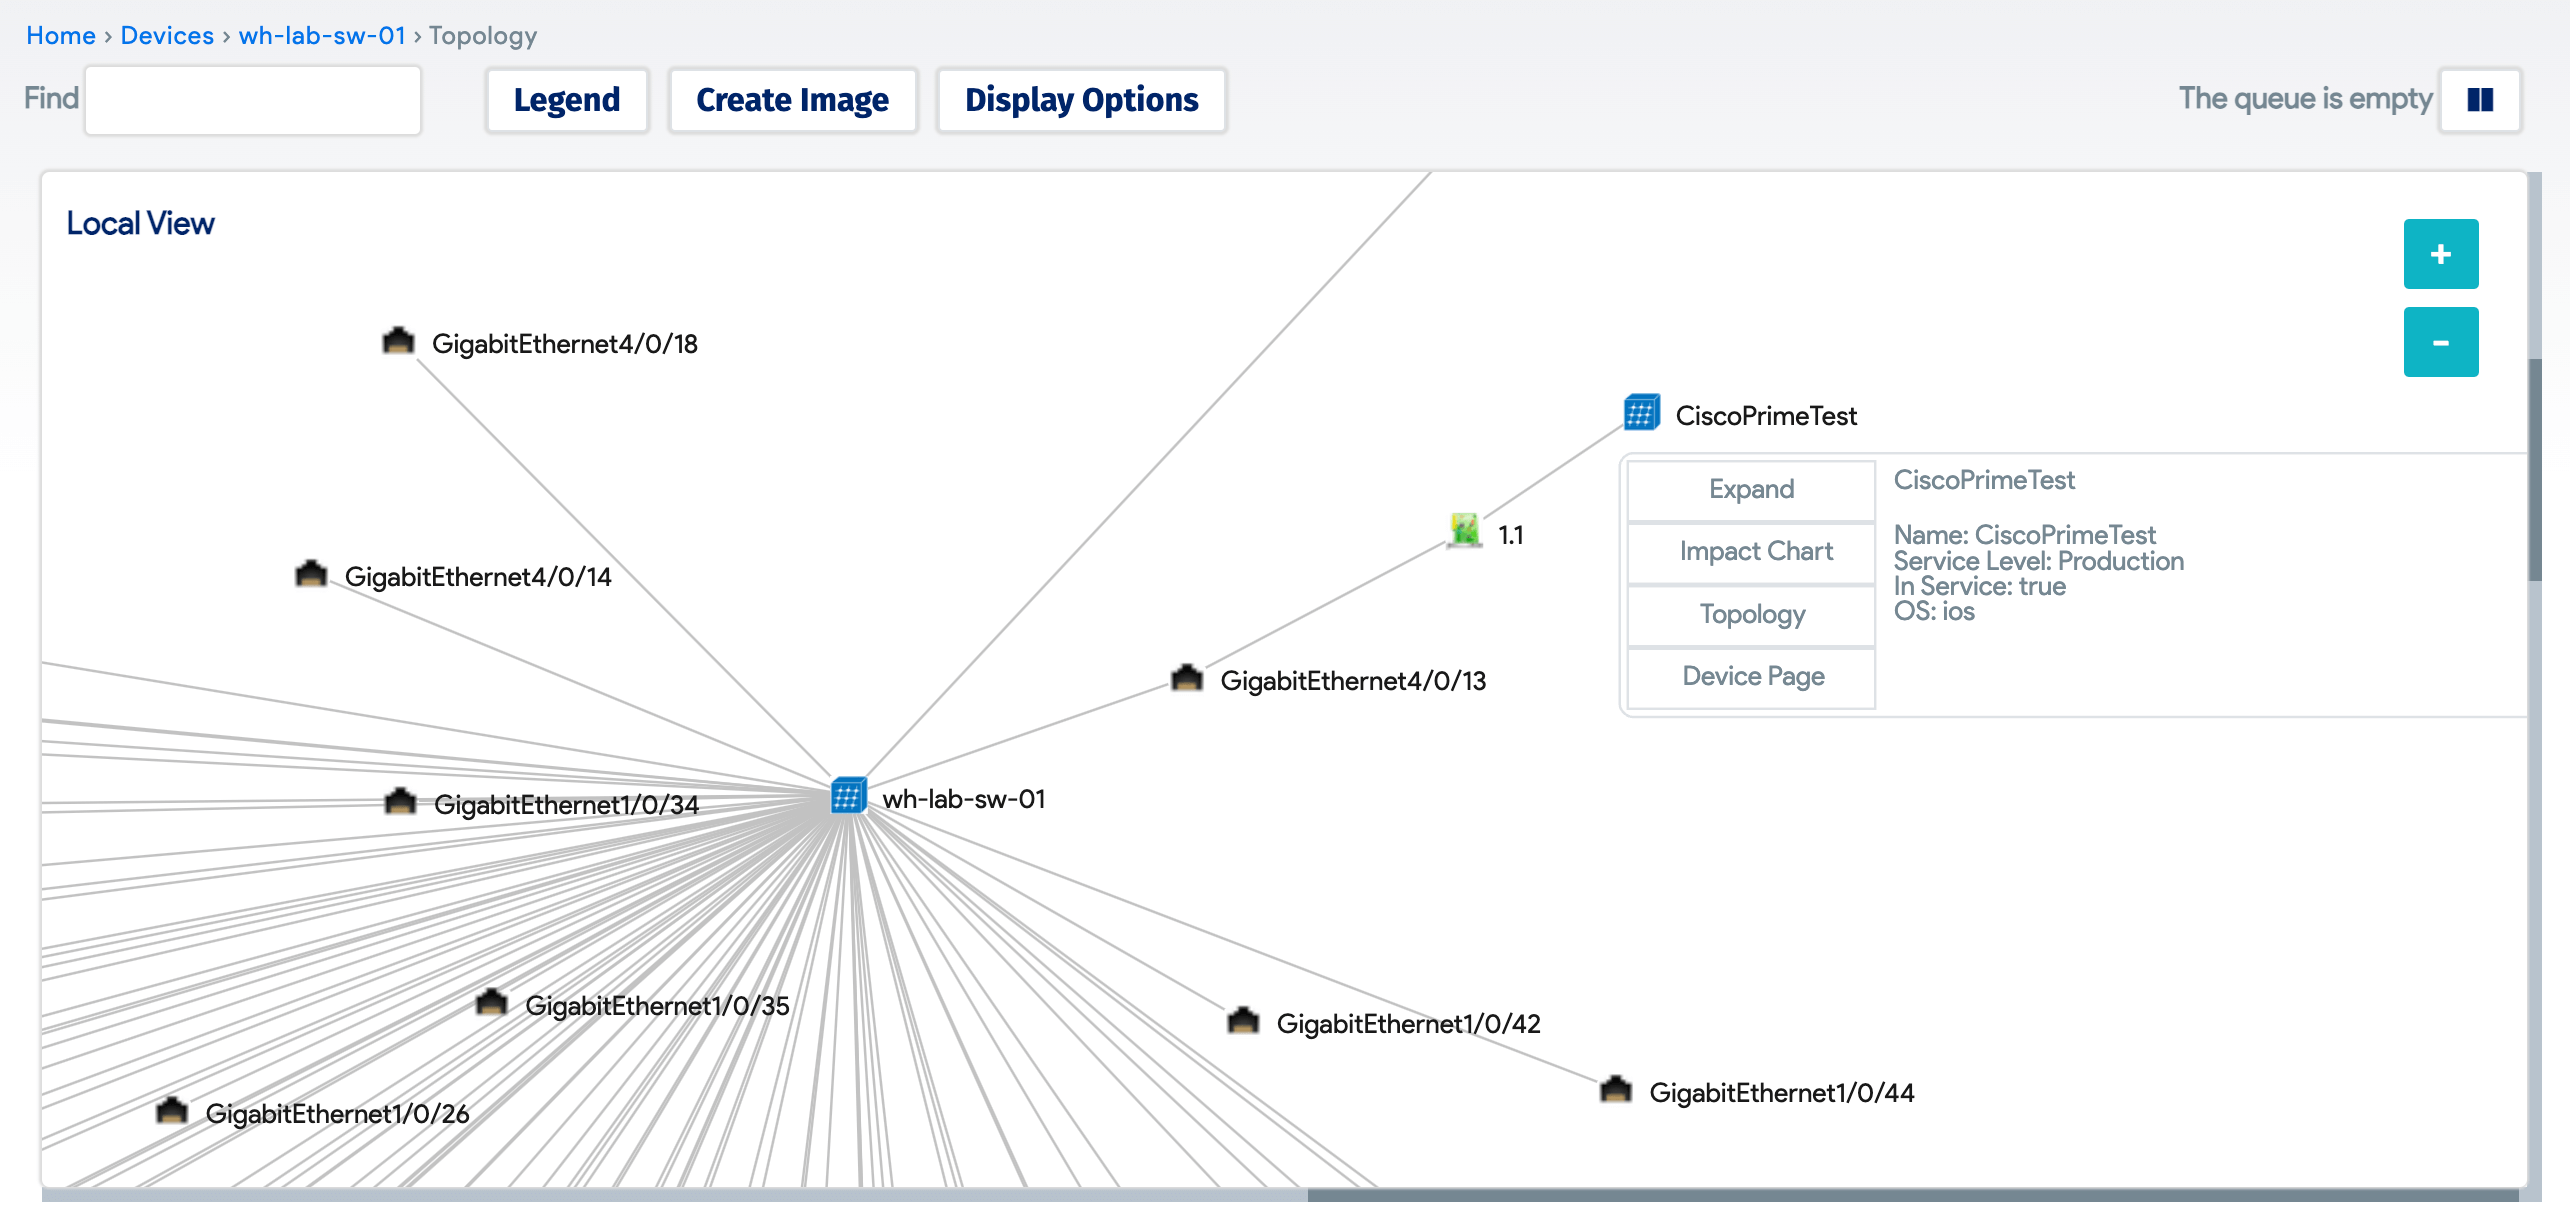 Home › Devices › wh-lab-sw-01 › Topology
Find
Legend
Create Image
Display Options
The queue is empty
Local View
+
-
GigabitEthernet4/0/18
CiscoPrimeTest
Expand
CiscoPrimeTest
Impact Chart
Name: CiscoPrimeTest
Service Level: Production
In Service: true
OS: ios
Topology
Device Page
1.1
GigabitEthernet4/0/14
GigabitEthernet4/0/13
GigabitEthernet1/0/34
wh-lab-sw-01
GigabitEthernet1/0/35
GigabitEthernet1/0/42
GigabitEthernet1/0/44
GigabitEthernet1/0/26